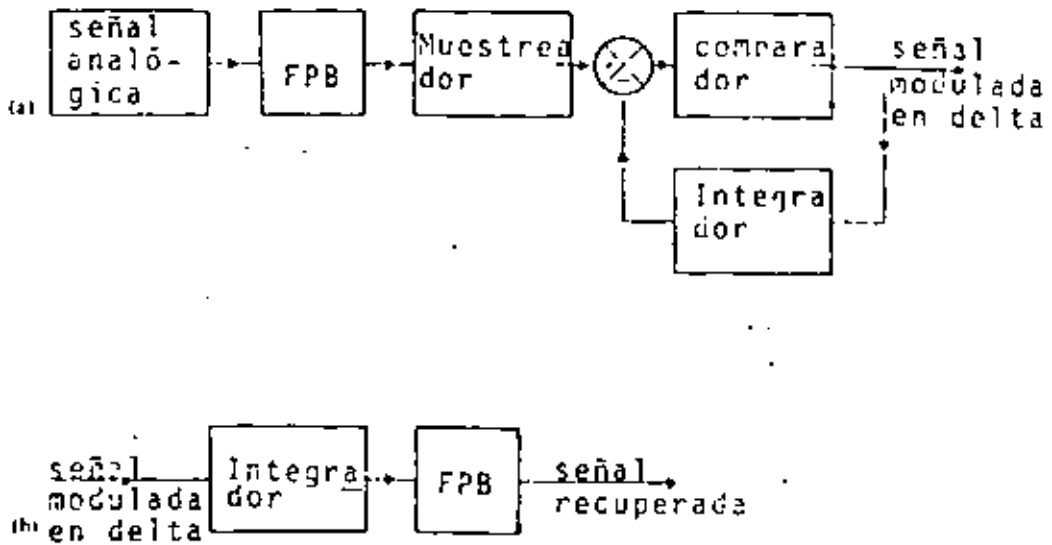 señal
analó-
gica
FPB
Muestrea
dor
compara
dor
señal
modulada
en delta
(a)
Integra
dor
señal
modulada
en delta
(b)
Integra
dor
FPB
señal
recuperada